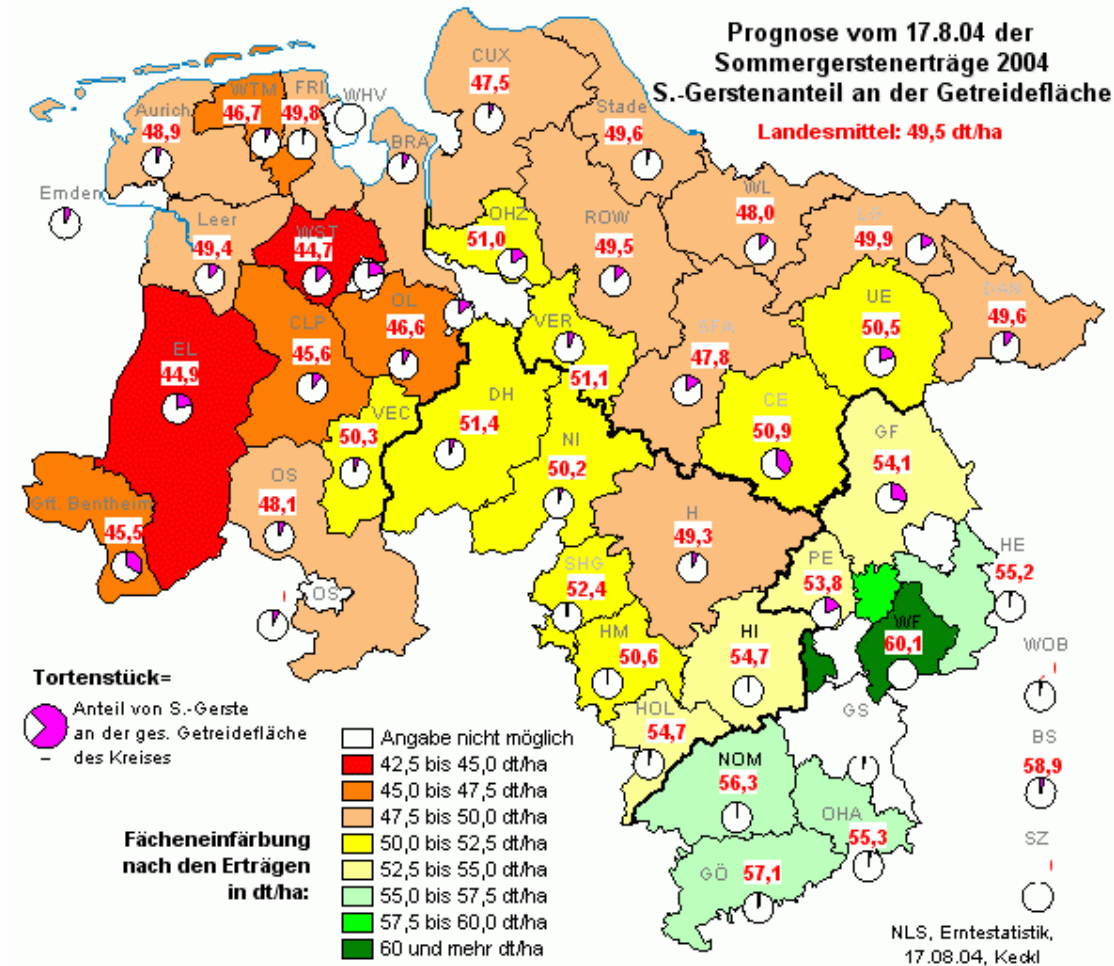 Prognose vom 17.8.04 der
Sommergerstenerträge 2004
S.-Gerstenanteil an der Getreidefläche
Landesmittel: 49,5 dt/ha
CUX
47,5
WTM
46,7
FRI
49,8
WHV
Aurich
48,9
Stade
49,6
BRA
Emden
Leer
49,4
WST
44,7
OHZ
51,0
ROW
49,5
WL
48,0
LG
49,9
DAN
49,6
UE
50,5
EL
44,9
CLP
45,6
OL
46,6
VER
51,1
SFA
47,8
CE
50,9
VEC
50,3
DH
51,4
NI
50,2
GF
54,1
Gft. Bentheim
45,5
OS
48,1
OS
H
49,3
PE
53,8
HE
55,2
SHG
52,4
HM
50,6
HI
54,7
WF
60,1
WOB
HOL
54,7
GS
BS
58,9
NOM
56,3
OHA
55,3
SZ
GÖ
57,1
Tortenstück=
Anteil von S.-Gerste
an der ges. Getreidefläche
des Kreises
Fächeneinfärbung
nach den Erträgen
in dt/ha:
Angabe nicht möglich
42,5 bis 45,0 dt/ha
45,0 bis 47,5 dt/ha
47,5 bis 50,0 dt/ha
50,0 bis 52,5 dt/ha
52,5 bis 55,0 dt/ha
55,0 bis 57,5 dt/ha
57,5 bis 60,0 dt/ha
60 und mehr dt/ha
NLS, Erntestatistik,
17.08.04, Keckl